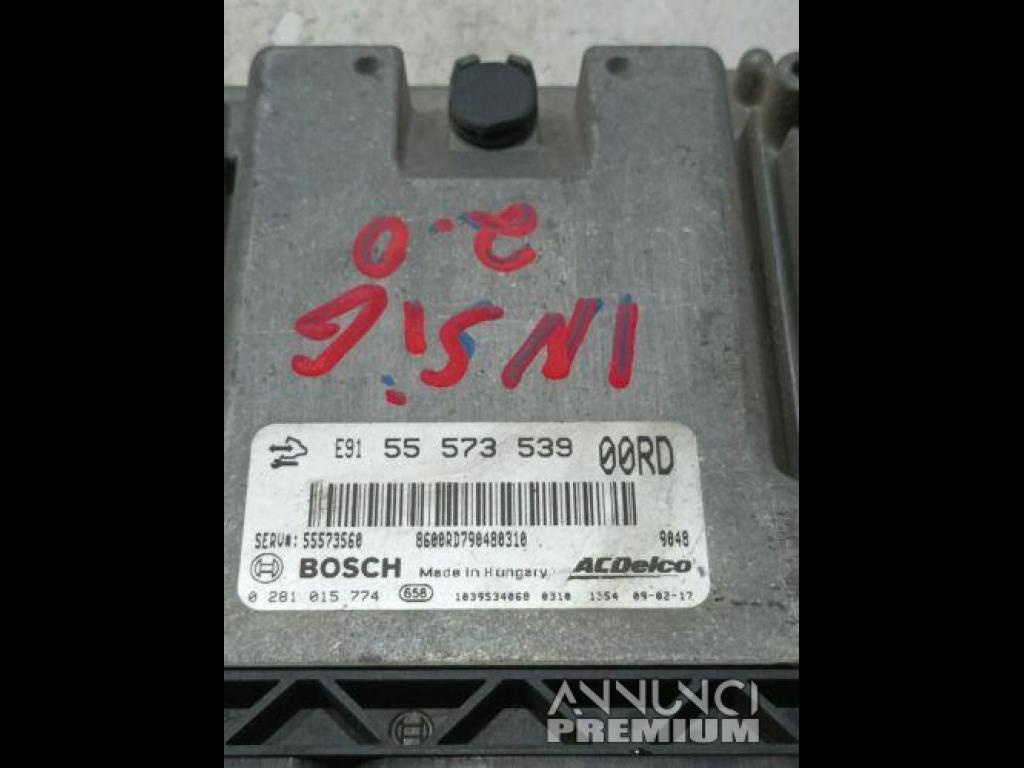 2.0
INSiG
E91 55 573 539 00RD
SERV#: 55573560 8600RD790480310 9048
BOSCH Made in Hungary ACDelco
0 281 015 774 658 1039S34068 0310 1354 09-02-17
ANNUNCI
PREMIUM